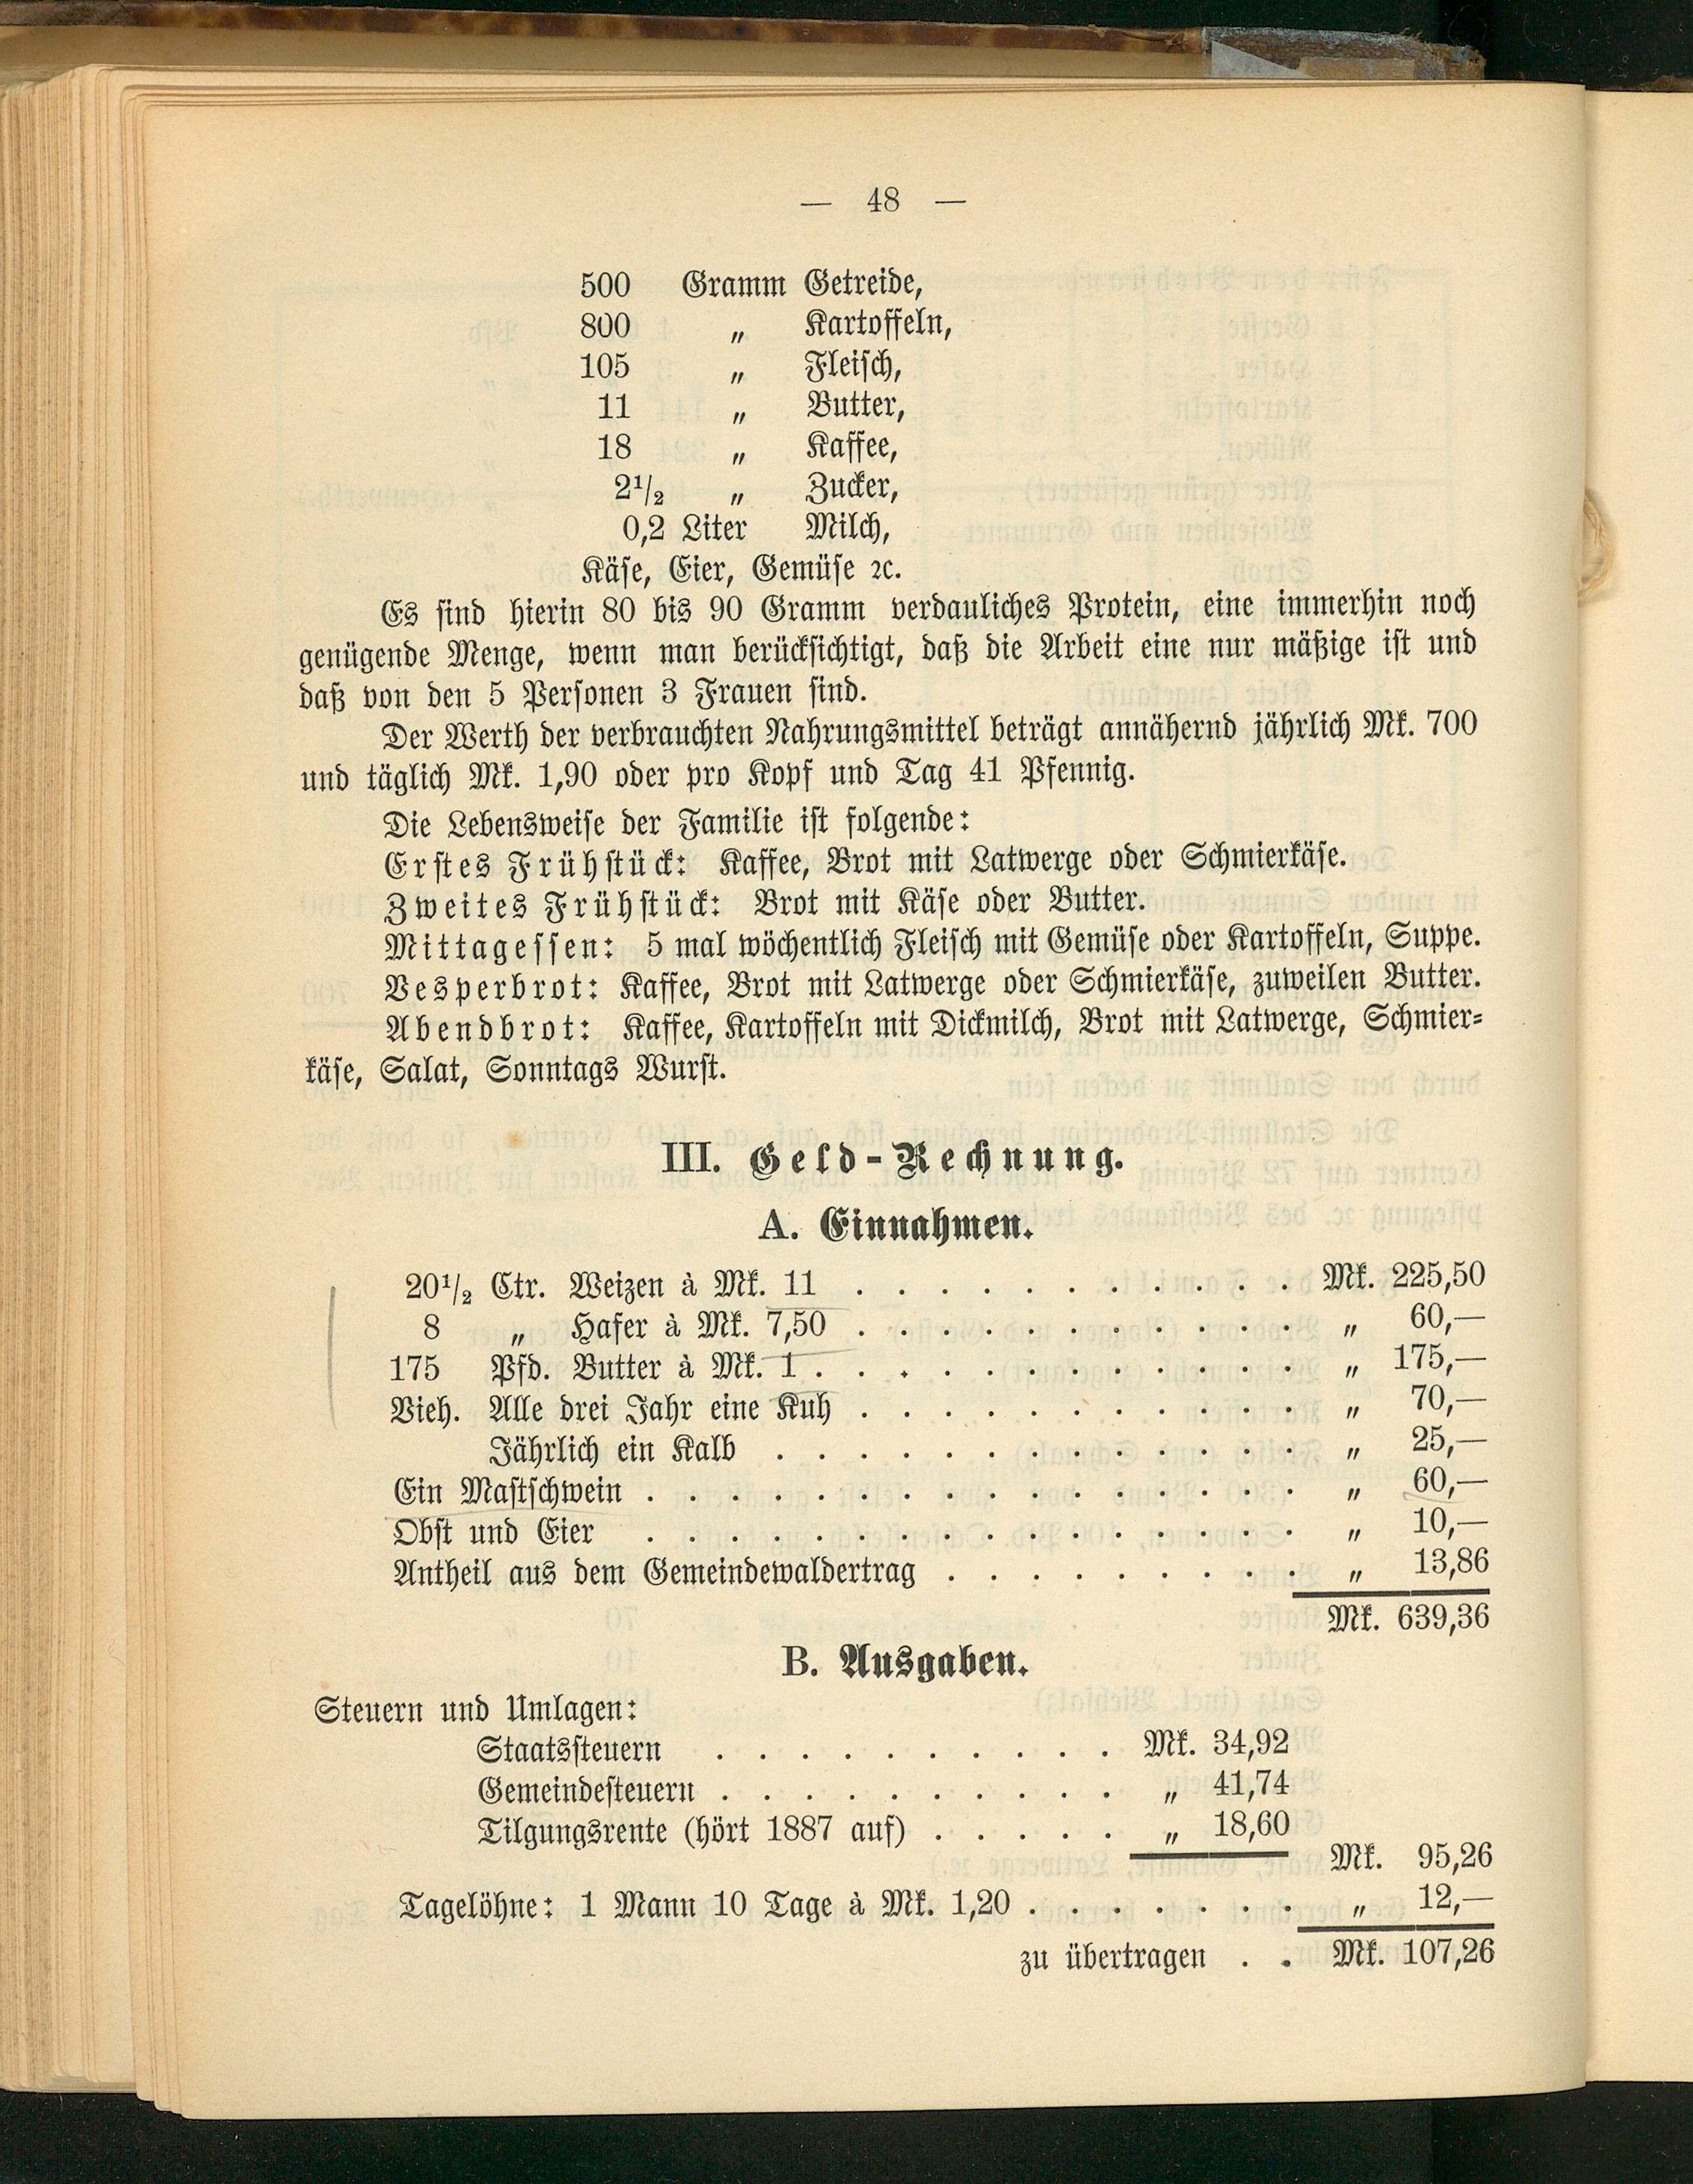 — 48 —
500 Gramm Getreide,
800 „ Kartoffeln,
105 „ Fleisch,
11 „ Butter,
18 „ Kaffee,
2½ „ Zucker,
0,2 Liter Milch,
Käse, Eier, Gemüse ꝛc.
Es sind hierin 80 bis 90 Gramm verdauliches Protein, eine immerhin noch
genügende Menge, wenn man berücksichtigt, daß die Arbeit eine nur mäßige ist und
daß von den 5 Personen 3 Frauen sind.
Der Werth der verbrauchten Nahrungsmittel beträgt annähernd jährlich Mk. 700
und täglich Mk. 1,90 oder pro Kopf und Tag 41 Pfennig.
Die Lebensweise der Familie ist folgende:
Erstes Frühstück: Kaffee, Brot mit Latwerge oder Schmierkäse.
Zweites Frühstück: Brot mit Käse oder Butter.
Mittagessen: 5 mal wöchentlich Fleisch mit Gemüse oder Kartoffeln, Suppe.
Vesperbrot: Kaffee, Brot mit Latwerge oder Schmierkäse, zuweilen Butter.
Abendbrot: Kaffee, Kartoffeln mit Dickmilch, Brot mit Latwerge, Schmier-
käse, Salat, Sonntags Wurst.
III. Geld-Rechnung.
A. Einnahmen.
20½ Ctr. Weizen à Mk. 11 . . . . . . . . . . . Mk. 225,50
8 „ Hafer à Mk. 7,50 . . . . . . . . . . . „ 60,—
175 Pfd. Butter à Mk. 1 . . . . . . . . . . . . „ 175,—
Vieh. Alle drei Jahr eine Kuh . . . . . . . . . . . „ 70,—
Jährlich ein Kalb . . . . . . . . . . . . . „ 25,—
Ein Mastschwein . . . . . . . . . . . . . . . . „ 60,—
Obst und Eier . . . . . . . . . . . . . . . . „ 10,—
Antheil aus dem Gemeindewaldertrag . . . . . . . . . „ 13,86
Mk. 639,36
B. Ausgaben.
Steuern und Umlagen:
Staatssteuern . . . . . . . . . . Mk. 34,92
Gemeindesteuern . . . . . . . . . . „ 41,74
Tilgungsrente (hört 1887 auf) . . . . . „ 18,60
Mk. 95,26
Tagelöhne: 1 Mann 10 Tage à Mk. 1,20 . . . . . . . „ 12,—
zu übertragen . . Mk. 107,26